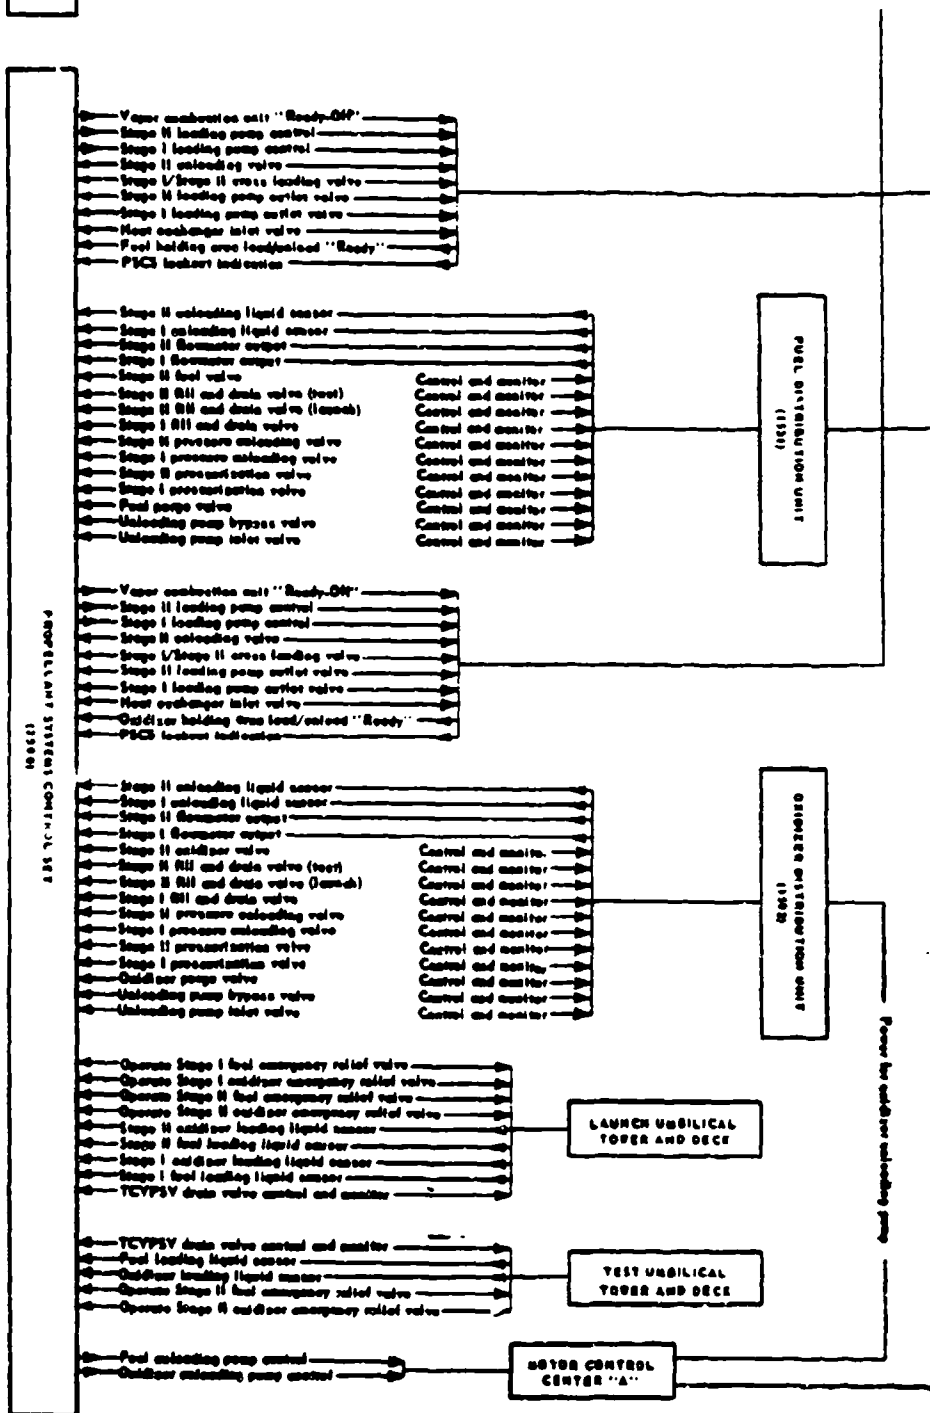 Vapor combustion unit "Ready-Off"
Stage II loading pump control
Stage I loading pump control
Stage II unloading valve
Stage I/Stage II cross loading valve
Stage II loading pump outlet valve
Stage I loading pump outlet valve
Heat exchanger inlet valve
Fuel holding area load/unload "Ready"
PSCS lockout indication
Stage II unloading liquid sensor
Stage I unloading liquid sensor
Stage II flowmeter output
Stage I flowmeter output
Stage II fuel valve Control and monitor
Stage II fill and drain valve (test) Control and monitor
Stage II fill and drain valve (launch) Control and monitor
Stage I fill and drain valve Control and monitor
Stage II pressure unloading valve Control and monitor
Stage I pressure unloading valve Control and monitor
Stage II pressurization valve Control and monitor
Stage I pressurization valve Control and monitor
Fuel purge valve Control and monitor
Unloading pump bypass valve Control and monitor
Unloading pump inlet valve Control and monitor
FUEL DISTRIBUTION UNIT
Vapor combustion unit "Ready-Off"
Stage II loading pump control
Stage I loading pump control
Stage II unloading valve
Stage I/Stage II cross loading valve
Stage II loading pump outlet valve
Stage I loading pump outlet valve
Heat exchanger inlet valve
Oxidizer holding area load/unload "Ready"
PSCS lockout indication
PROPELLANT SYSTEMS CONTROL SET
Stage II unloading liquid sensor
Stage I unloading liquid sensor
Stage II flowmeter output
Stage I flowmeter output
Stage II oxidizer valve Control and monitor
Stage II fill and drain valve (test) Control and monitor
Stage II fill and drain valve (launch) Control and monitor
Stage I fill and drain valve Control and monitor
Stage II pressure unloading valve Control and monitor
Stage I pressure unloading valve Control and monitor
Stage II pressurization valve Control and monitor
Stage I pressurization valve Control and monitor
Oxidizer purge valve Control and monitor
Unloading pump bypass valve Control and monitor
Unloading pump inlet valve Control and monitor
OXIDIZER DISTRIBUTION UNIT
Power for oxidizer unloading pump
Operate Stage I fuel emergency relief valve
Operate Stage I oxidizer emergency relief valve
Operate Stage II fuel emergency relief valve
Operate Stage II oxidizer emergency relief valve
Stage II oxidizer loading liquid sensor
Stage II fuel loading liquid sensor
Stage I oxidizer loading liquid sensor
Stage I fuel loading liquid sensor
TCVPSV drain valve control and monitor
LAUNCH UMBILICAL
TOWER AND DECK
TCVPSV drain valve control and monitor
Fuel loading liquid sensor
Oxidizer loading liquid sensor
Operate Stage II fuel emergency relief valve
Operate Stage II oxidizer emergency relief valve
TEST UMBILICAL
TOWER AND DECK
Fuel unloading pump control
Oxidizer unloading pump control
MOTOR CONTROL
CENTER "A"